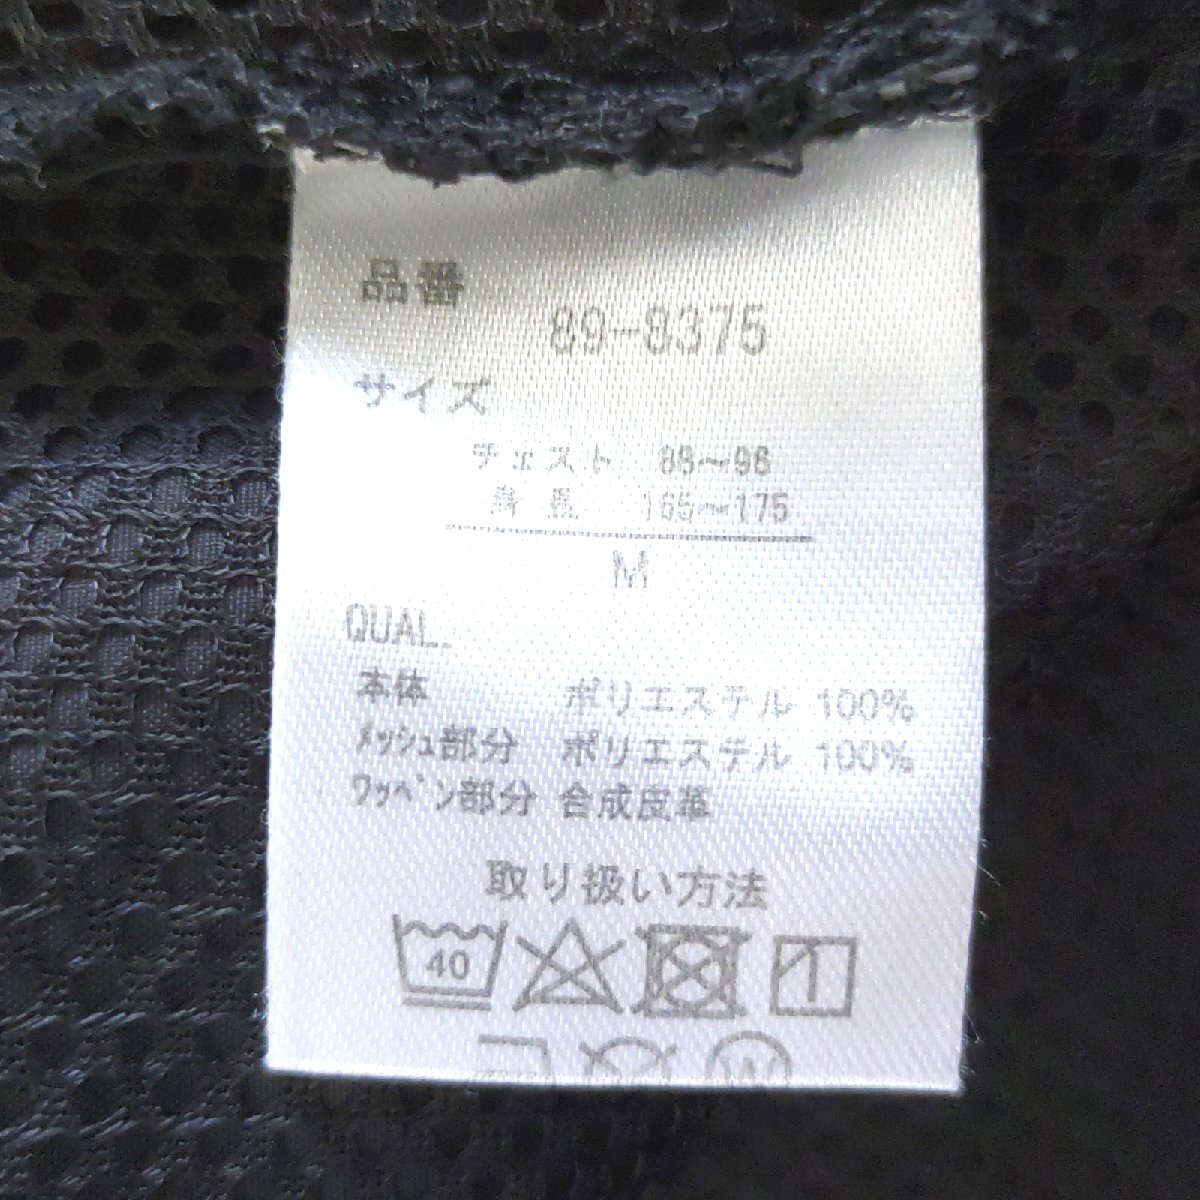 品番
89-8375
サイズ
チェスト 88～96
身長 165～175
M
QUAL.
本体 ポリエステル 100%
ﾒｯｼｭ部分 ポリエステル 100%
ﾜｯﾍﾟﾝ部分 合成皮革
取り扱い方法
40
W